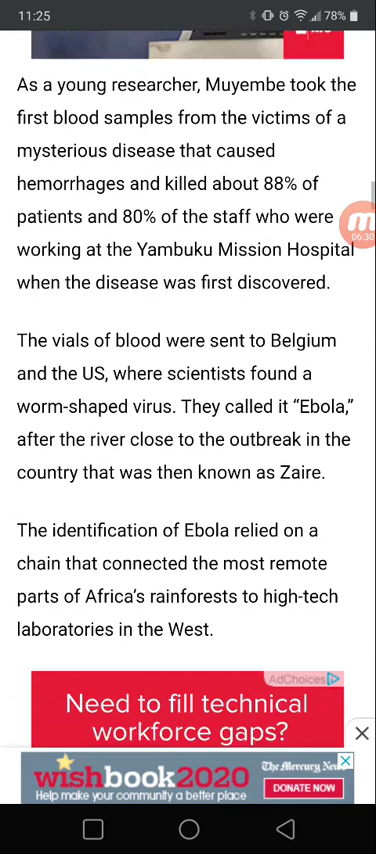 11:25
78%
As a young researcher, Muyembe took the
first blood samples from the victims of a
mysterious disease that caused
hemorrhages and killed about 88% of
patients and 80% of the staff who were
working at the Yambuku Mission Hospital
06:30
when the disease was first discovered.
The vials of blood were sent to Belgium
and the US, where scientists found a
worm-shaped virus. They called it “Ebola,”
after the river close to the outbreak in the
country that was then known as Zaire.
The identification of Ebola relied on a
chain that connected the most remote
parts of Africa’s rainforests to high-tech
laboratories in the West.
AdChoices
Need to fill technical
workforce gaps?
wishbook2020
Help make your community a better place
The Mercury News
DONATE NOW